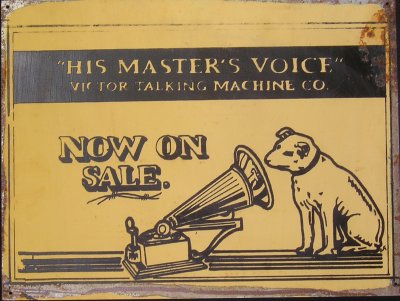 "HIS MASTER'S VOICE"
VICTOR TALKING MACHINE CO.
NOW ON
SALE.